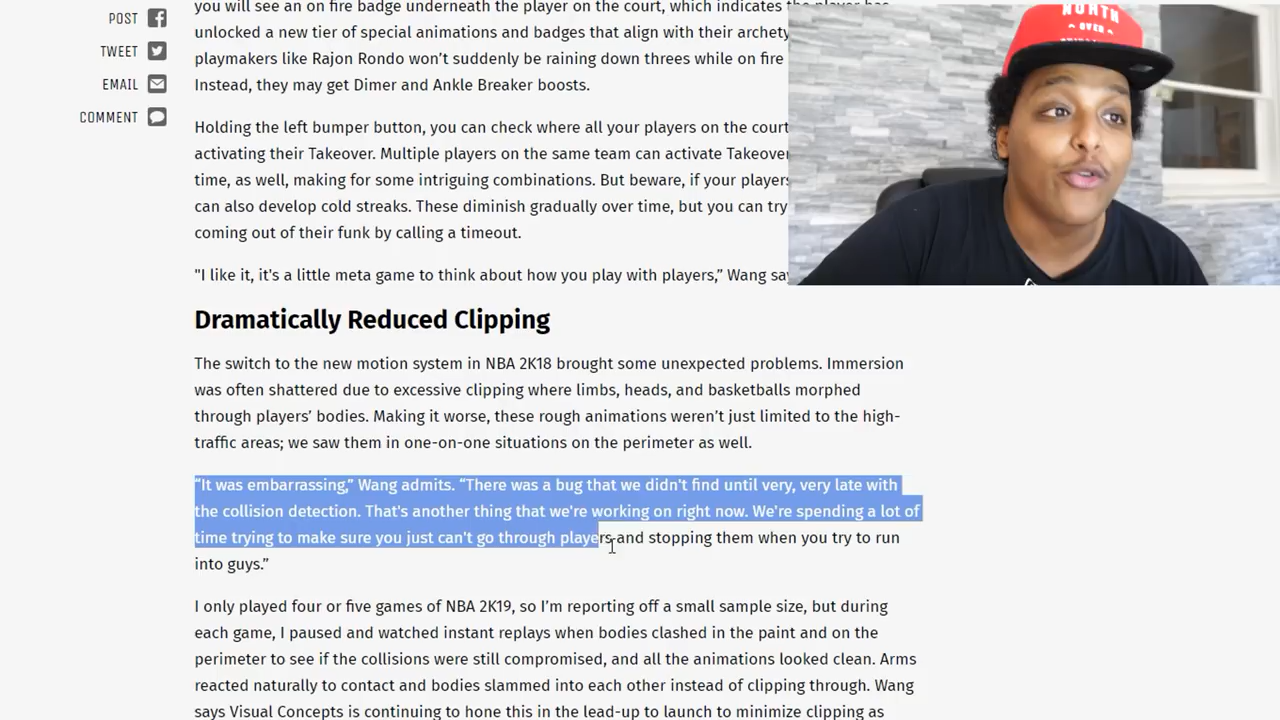 you will see an on fire badge underneath the player on the court, which indicates the player has
POST
unlocked a new tier of special animations and badges that align with their archety
TWEET
playmakers like Rajon Rondo won’t suddenly be raining down threes while on fire
EMAIL
Instead, they may get Dimer and Ankle Breaker boosts.
COMMENT
Holding the left bumper button, you can check where all your players on the court
activating their Takeover. Multiple players on the same team can activate Takeover
time, as well, making for some intriguing combinations. But beware, if your players
can also develop cold streaks. These diminish gradually over time, but you can try
coming out of their funk by calling a timeout.
"I like it, it's a little meta game to think about how you play with players,” Wang say
Dramatically Reduced Clipping
The switch to the new motion system in NBA 2K18 brought some unexpected problems. Immersion
was often shattered due to excessive clipping where limbs, heads, and basketballs morphed
through players’ bodies. Making it worse, these rough animations weren’t just limited to the high-
traffic areas; we saw them in one-on-one situations on the perimeter as well.
“It was embarrassing,” Wang admits. “There was a bug that we didn't find until very, very late with
the collision detection. That's another thing that we're working on right now. We're spending a lot of
time trying to make sure you just can't go through players and stopping them when you try to run
into guys.”
I only played four or five games of NBA 2K19, so I’m reporting off a small sample size, but during
each game, I paused and watched instant replays when bodies clashed in the paint and on the
perimeter to see if the collisions were still compromised, and all the animations looked clean. Arms
reacted naturally to contact and bodies slammed into each other instead of clipping through. Wang
says Visual Concepts is continuing to hone this in the lead-up to launch to minimize clipping as
NORTH
OVER